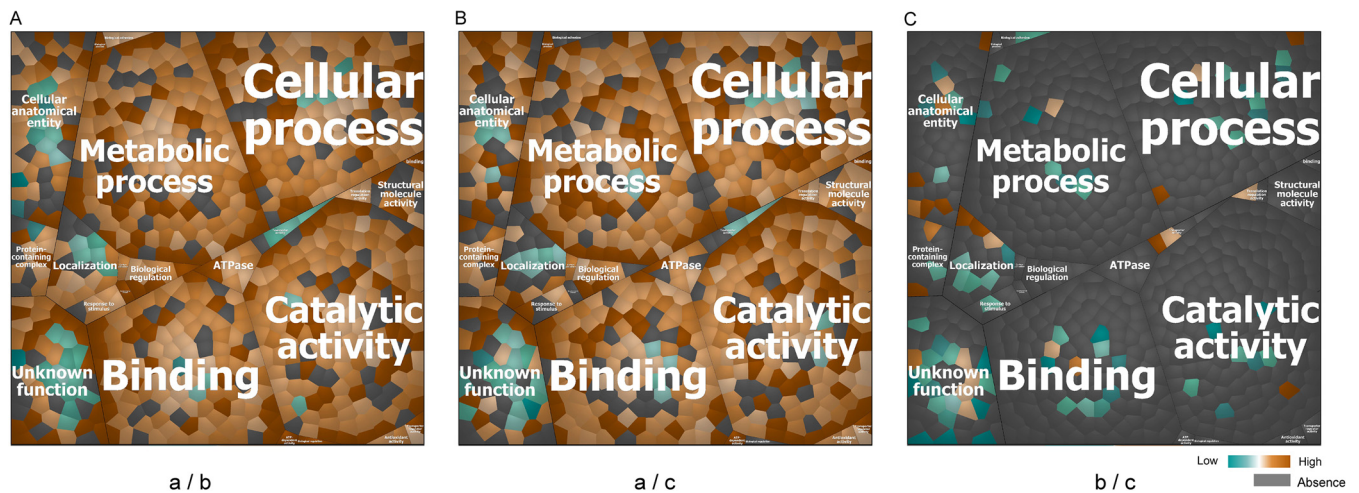 A
Biological adhesion
Cellular
anatomical
entity
Cellular
process
Metabolic
process
binding
Structural
molecule
activity
Protein-
containing
complex
Localization
Biological
regulation
ATPase
Response to
stimulus
Catalytic
activity
Unknown
function
Binding
Antioxidant
activity
a / b
B
Cellular
anatomical
entity
Cellular
process
Metabolic
process
binding
Structural
molecule
activity
Protein-
containing
complex
Localization
Biological
regulation
ATPase
Response to
stimulus
Catalytic
activity
Unknown
function
Binding
Antioxidant
activity
a / c
C
Cellular
anatomical
entity
Cellular
process
Metabolic
process
binding
Structural
molecule
activity
Protein-
containing
complex
Localization
Biological
regulation
ATPase
Response to
stimulus
Catalytic
activity
Unknown
function
Binding
Antioxidant
activity
b / c
Low
High
Absence